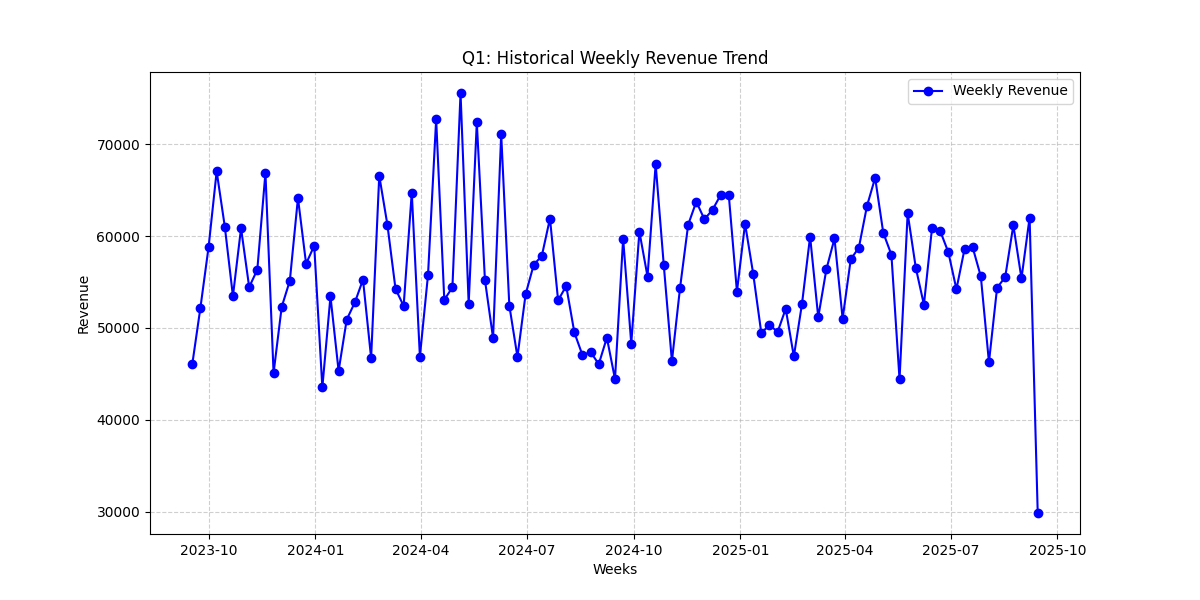 Q1: Historical Weekly Revenue Trend
Weekly Revenue
70000
60000
50000
40000
30000
Revenue
2023-10 2024-01 2024-04 2024-07 2024-10 2025-01 2025-04 2025-07 2025-10
Weeks